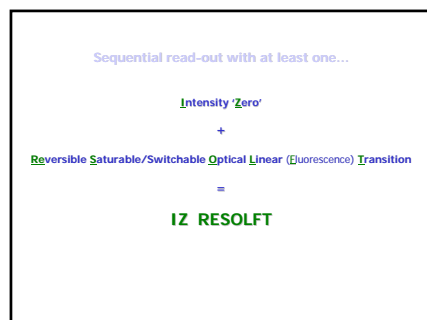 Sequential read-out with at least one...
Intensity ‘Zero’
+
Reversible Saturable/Switchable Optical Linear (Fluorescence) Transition
=
IZ RESOLFT